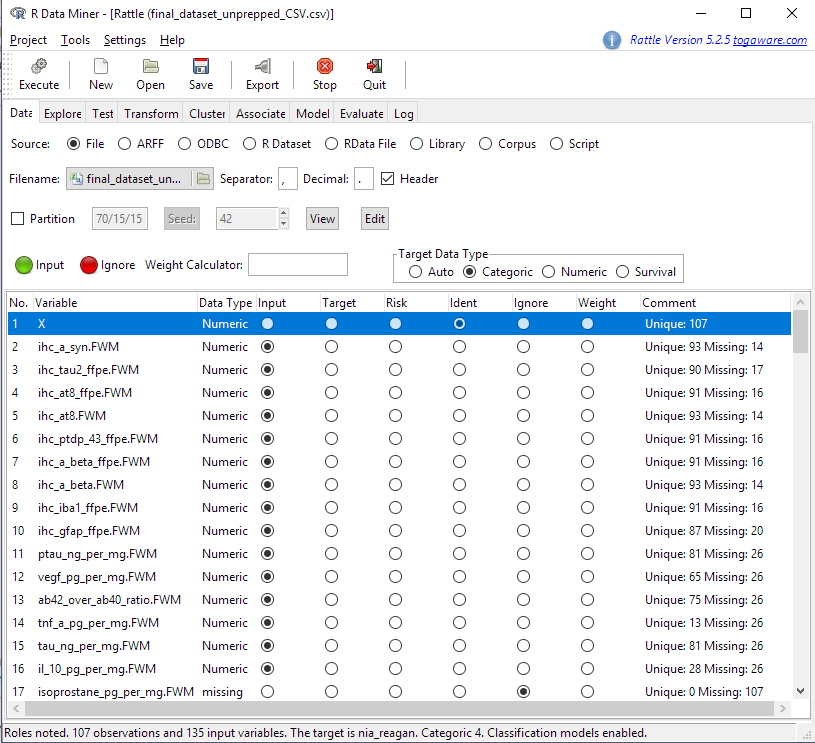 R Data Miner - [Rattle (final_dataset_unprepped_CSV.csv)]
Project Tools Settings Help Rattle Version 5.2.5 togaware.com
Execute New Open Save Export Stop Quit
Data Explore Test Transform Cluster Associate Model Evaluate Log
Source: File ARFF ODBC R Dataset RData File Library Corpus Script
Filename: final_dataset_un... Separator: , Decimal: . Header
Partition 70/15/15 Seed: 42 View Edit
Target Data Type
Input Ignore Weight Calculator: Auto Categoric Numeric Survival
No. Variable Data Type Input Target Risk Ident Ignore Weight Comment
1 X Numeric Unique: 107
2 ihc_a_syn.FWM Numeric Unique: 93 Missing: 14
3 ihc_tau2_ffpe.FWM Numeric Unique: 90 Missing: 17
4 ihc_at8_ffpe.FWM Numeric Unique: 91 Missing: 16
5 ihc_at8.FWM Numeric Unique: 93 Missing: 14
6 ihc_ptdp_43_ffpe.FWM Numeric Unique: 91 Missing: 16
7 ihc_a_beta_ffpe.FWM Numeric Unique: 91 Missing: 16
8 ihc_a_beta.FWM Numeric Unique: 93 Missing: 14
9 ihc_iba1_ffpe.FWM Numeric Unique: 91 Missing: 16
10 ihc_gfap_ffpe.FWM Numeric Unique: 87 Missing: 20
11 ptau_ng_per_mg.FWM Numeric Unique: 81 Missing: 26
12 vegf_pg_per_mg.FWM Numeric Unique: 65 Missing: 26
13 ab42_over_ab40_ratio.FWM Numeric Unique: 75 Missing: 26
14 tnf_a_pg_per_mg.FWM Numeric Unique: 13 Missing: 26
15 tau_ng_per_mg.FWM Numeric Unique: 81 Missing: 26
16 il_10_pg_per_mg.FWM Numeric Unique: 28 Missing: 26
17 isoprostane_pg_per_mg.FWM missing Unique: 0 Missing: 107
Roles noted. 107 observations and 135 input variables. The target is nia_reagan. Categoric 4. Classification models enabled.